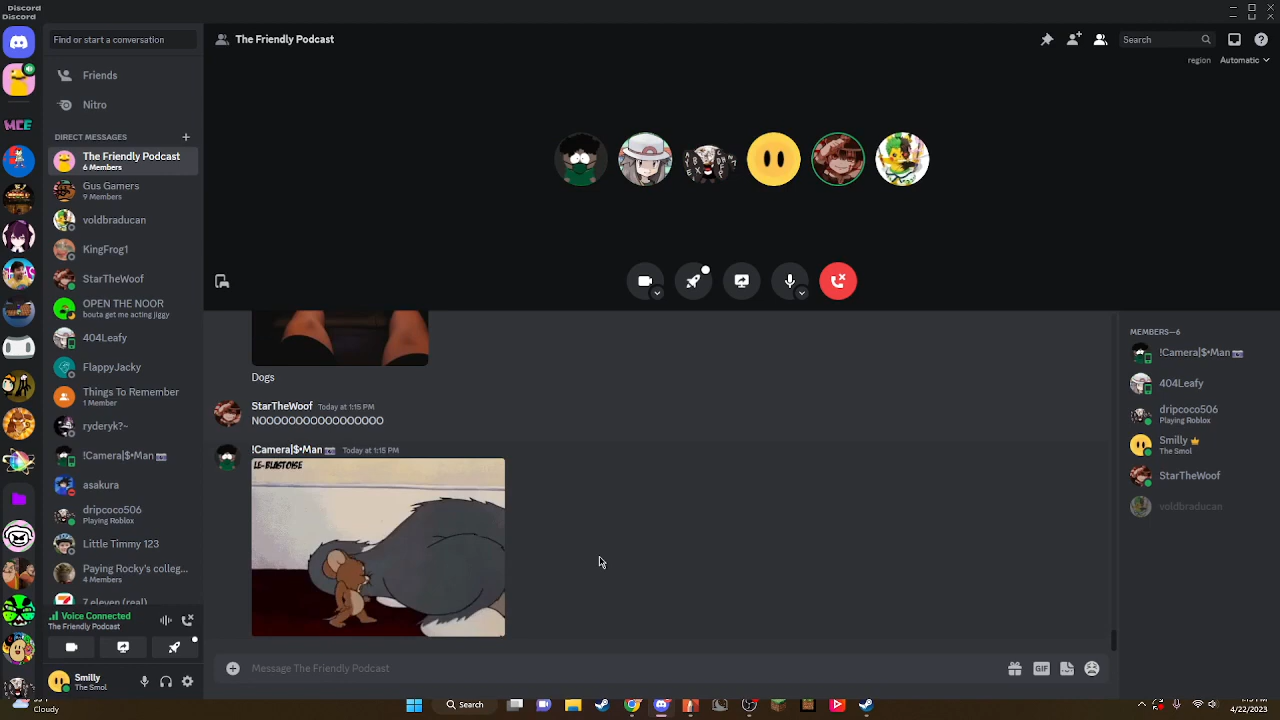 Discord
Discord
Find or start a conversation
Friends
Nitro
DIRECT MESSAGES
The Friendly Podcast
6 Members
Gus Gamers
9 Members
voldbraducan
KingFrog1
StarTheWoof
OPEN THE NOOR
bouta get me acting jiggy
404Leafy
FlappyJacky
Things To Remember
1 Member
ryderyk?~
!Camera|$•Man
asakura
dripcoco506
Playing Roblox
Little Timmy 123
Paying Rocky's colleg...
4 Members
7 eleven (real)
Voice Connected
The Friendly Podcast
Smilly
The Smol
The Friendly Podcast
Search
region Automatic
Dogs
StarTheWoof Today at 1:15 PM
NOOOOOOOOOOOOOOOO
!Camera|$•Man Today at 1:15 PM
LE-BLASTOISE
Message The Friendly Podcast
GIF
MEMBERS—6
!Camera|$•Man
404Leafy
dripcoco506
Playing Roblox
Smilly
The Smol
StarTheWoof
voldbraducan
Search
4/22/2023